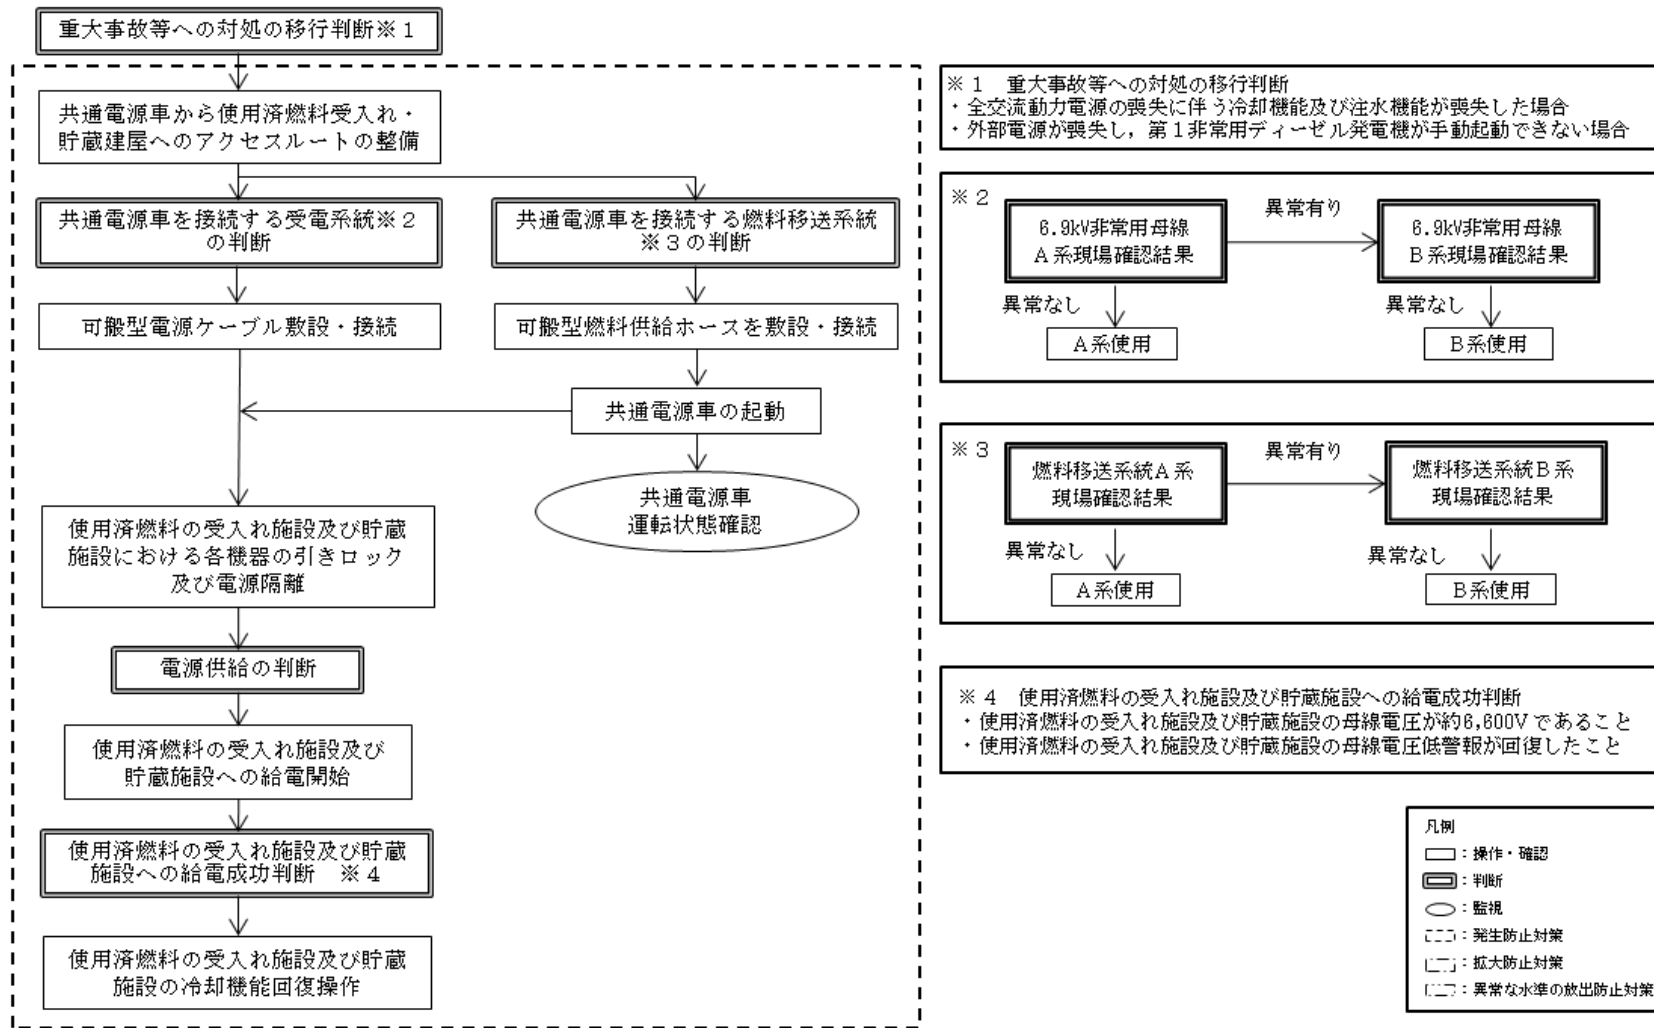 重大事故等への対処の移行判断※１
共通電源車から使用済燃料受入れ・
貯蔵建屋へのアクセスルートの整備
共通電源車を接続する受電系統※２
の判断
共通電源車を接続する燃料移送系統
※３の判断
可搬型電源ケーブル敷設・接続
可搬型燃料供給ホースを敷設・接続
共通電源車の起動
共通電源車
運転状態確認
使用済燃料の受入れ施設及び貯蔵
施設における各機器の引きロック
及び電源隔離
電源供給の判断
使用済燃料の受入れ施設及び
貯蔵施設への給電開始
使用済燃料の受入れ施設及び貯蔵
施設への給電成功判断　※４
使用済燃料の受入れ施設及び貯蔵
施設の冷却機能回復操作
※１　重大事故等への対処の移行判断
・全交流動力電源の喪失に伴う冷却機能及び注水機能が喪失した場合
・外部電源が喪失し，第１非常用ディーゼル発電機が手動起動できない場合
※２
6.9kV非常用母線
Ａ系現場確認結果
異常有り
6.9kV非常用母線
Ｂ系現場確認結果
異常なし
異常なし
Ａ系使用
Ｂ系使用
※３
燃料移送系統Ａ系
現場確認結果
異常有り
燃料移送系統Ｂ系
現場確認結果
異常なし
異常なし
Ａ系使用
Ｂ系使用
※４　使用済燃料の受入れ施設及び貯蔵施設への給電成功判断
・使用済燃料の受入れ施設及び貯蔵施設の母線電圧が約6,600Vであること
・使用済燃料の受入れ施設及び貯蔵施設の母線電圧低警報が回復したこと
凡例
：操作・確認
：判断
：監視
：発生防止対策
：拡大防止対策
：異常な水準の放出防止対策